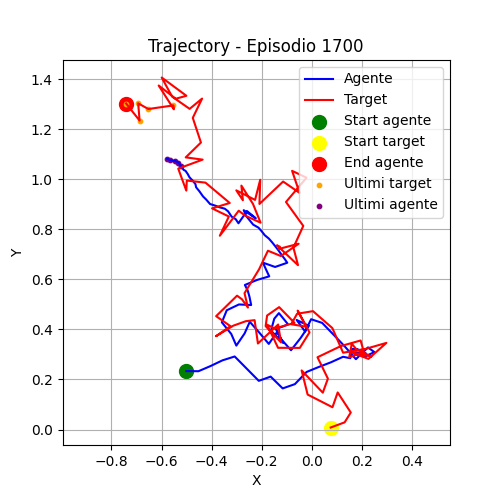 Trajectory - Episodio 1700
Agente
Target
Start agente
Start target
End agente
Ultimi target
Ultimi agente
Y
1.4
1.2
1.0
0.8
0.6
0.4
0.2
0.0
−0.8 −0.6 −0.4 −0.2 0.0 0.2 0.4
X